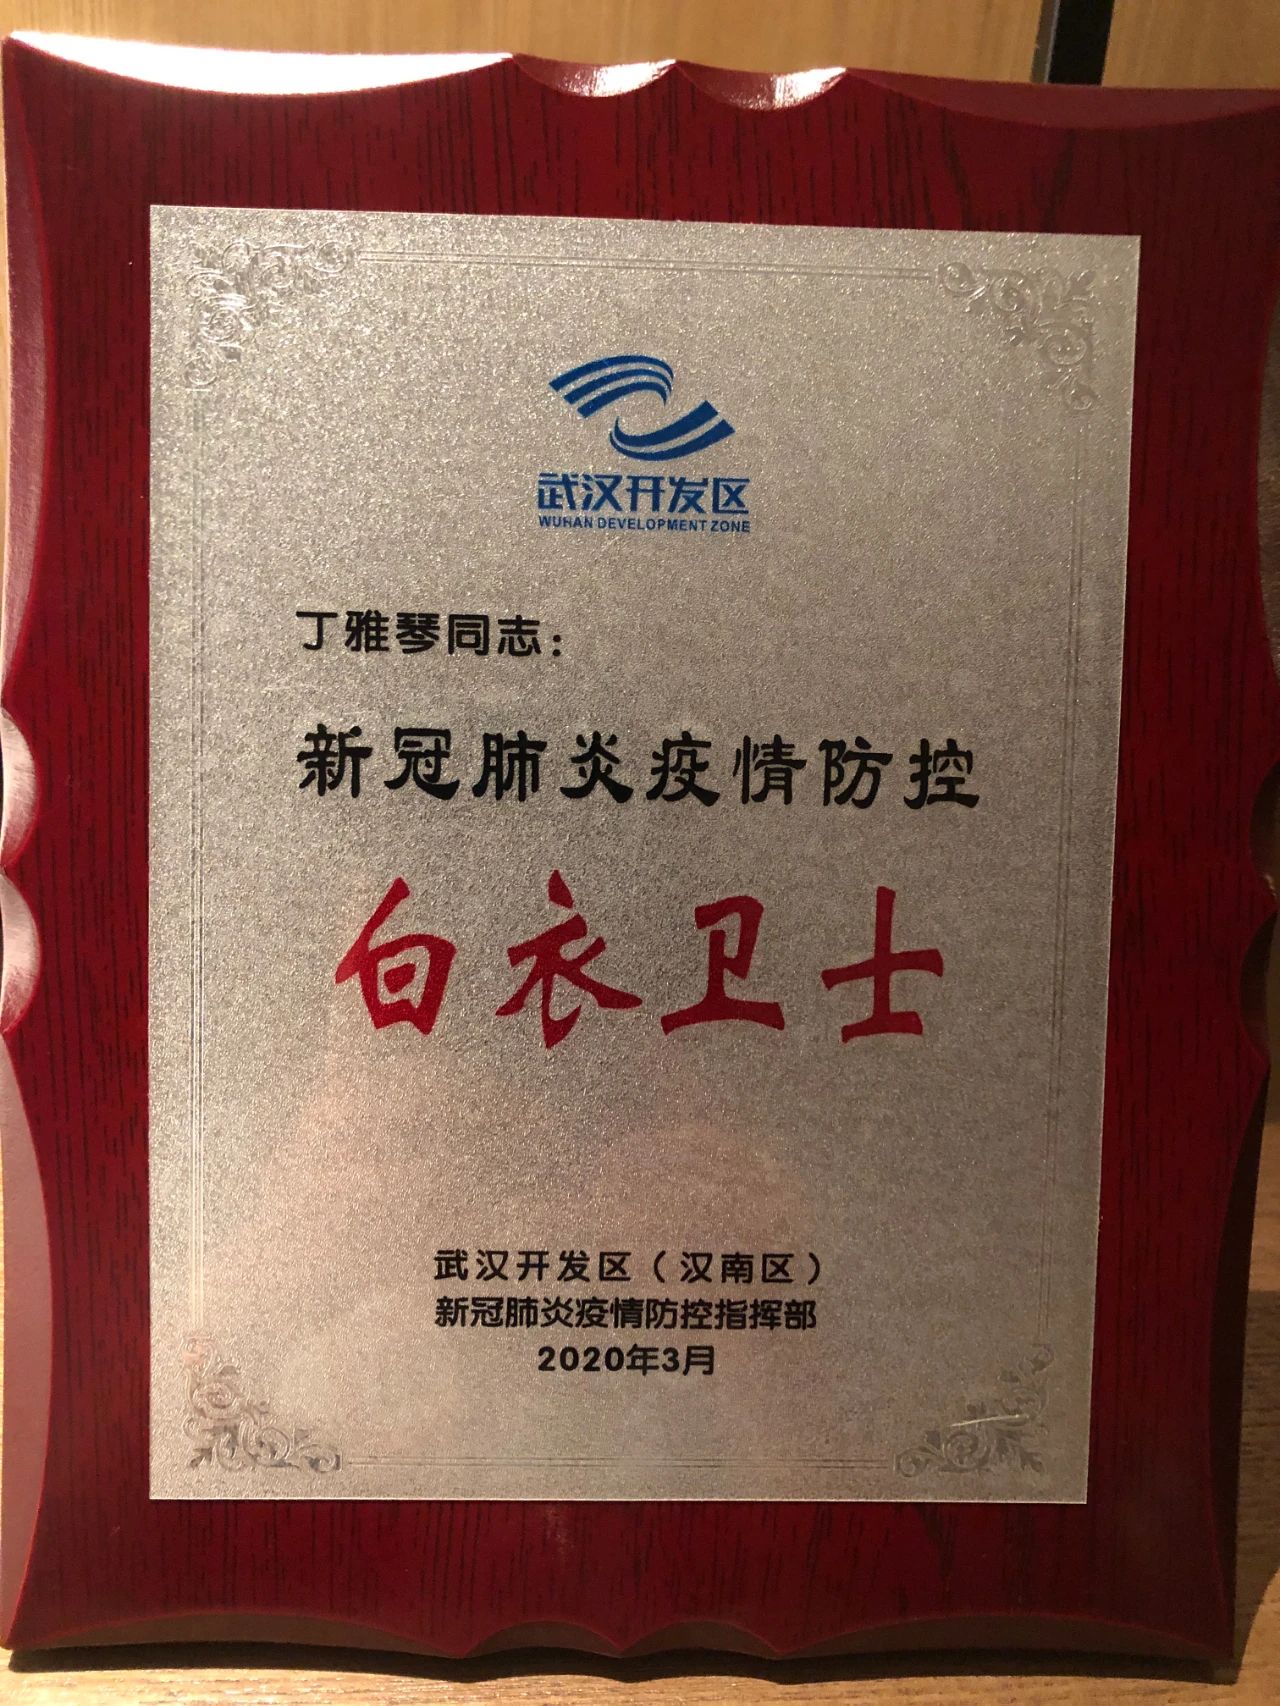 武汉开发区
WUHAN DEVELOPMENT ZONE
丁雅琴同志：
新冠肺炎疫情防控
白衣卫士
武汉开发区（汉南区）
新冠肺炎疫情防控指挥部
2020年3月